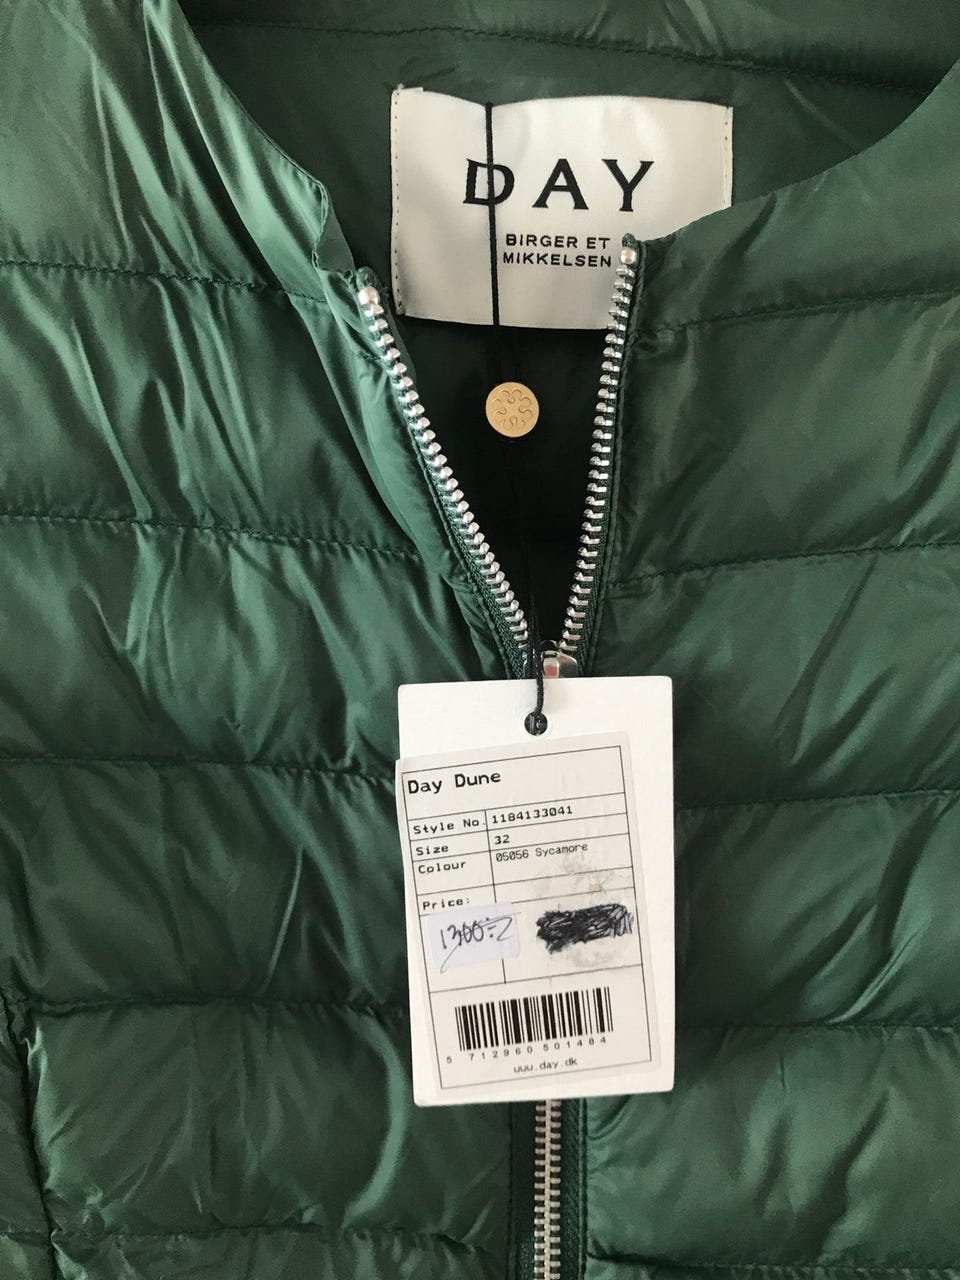 DAY
BIRGER ET
MIKKELSEN
Day Dune
Style No. 1184133041
Size 32
Colour 05056 Sycamore
Price:
1300:-
5 712960 501484
www.day.dk